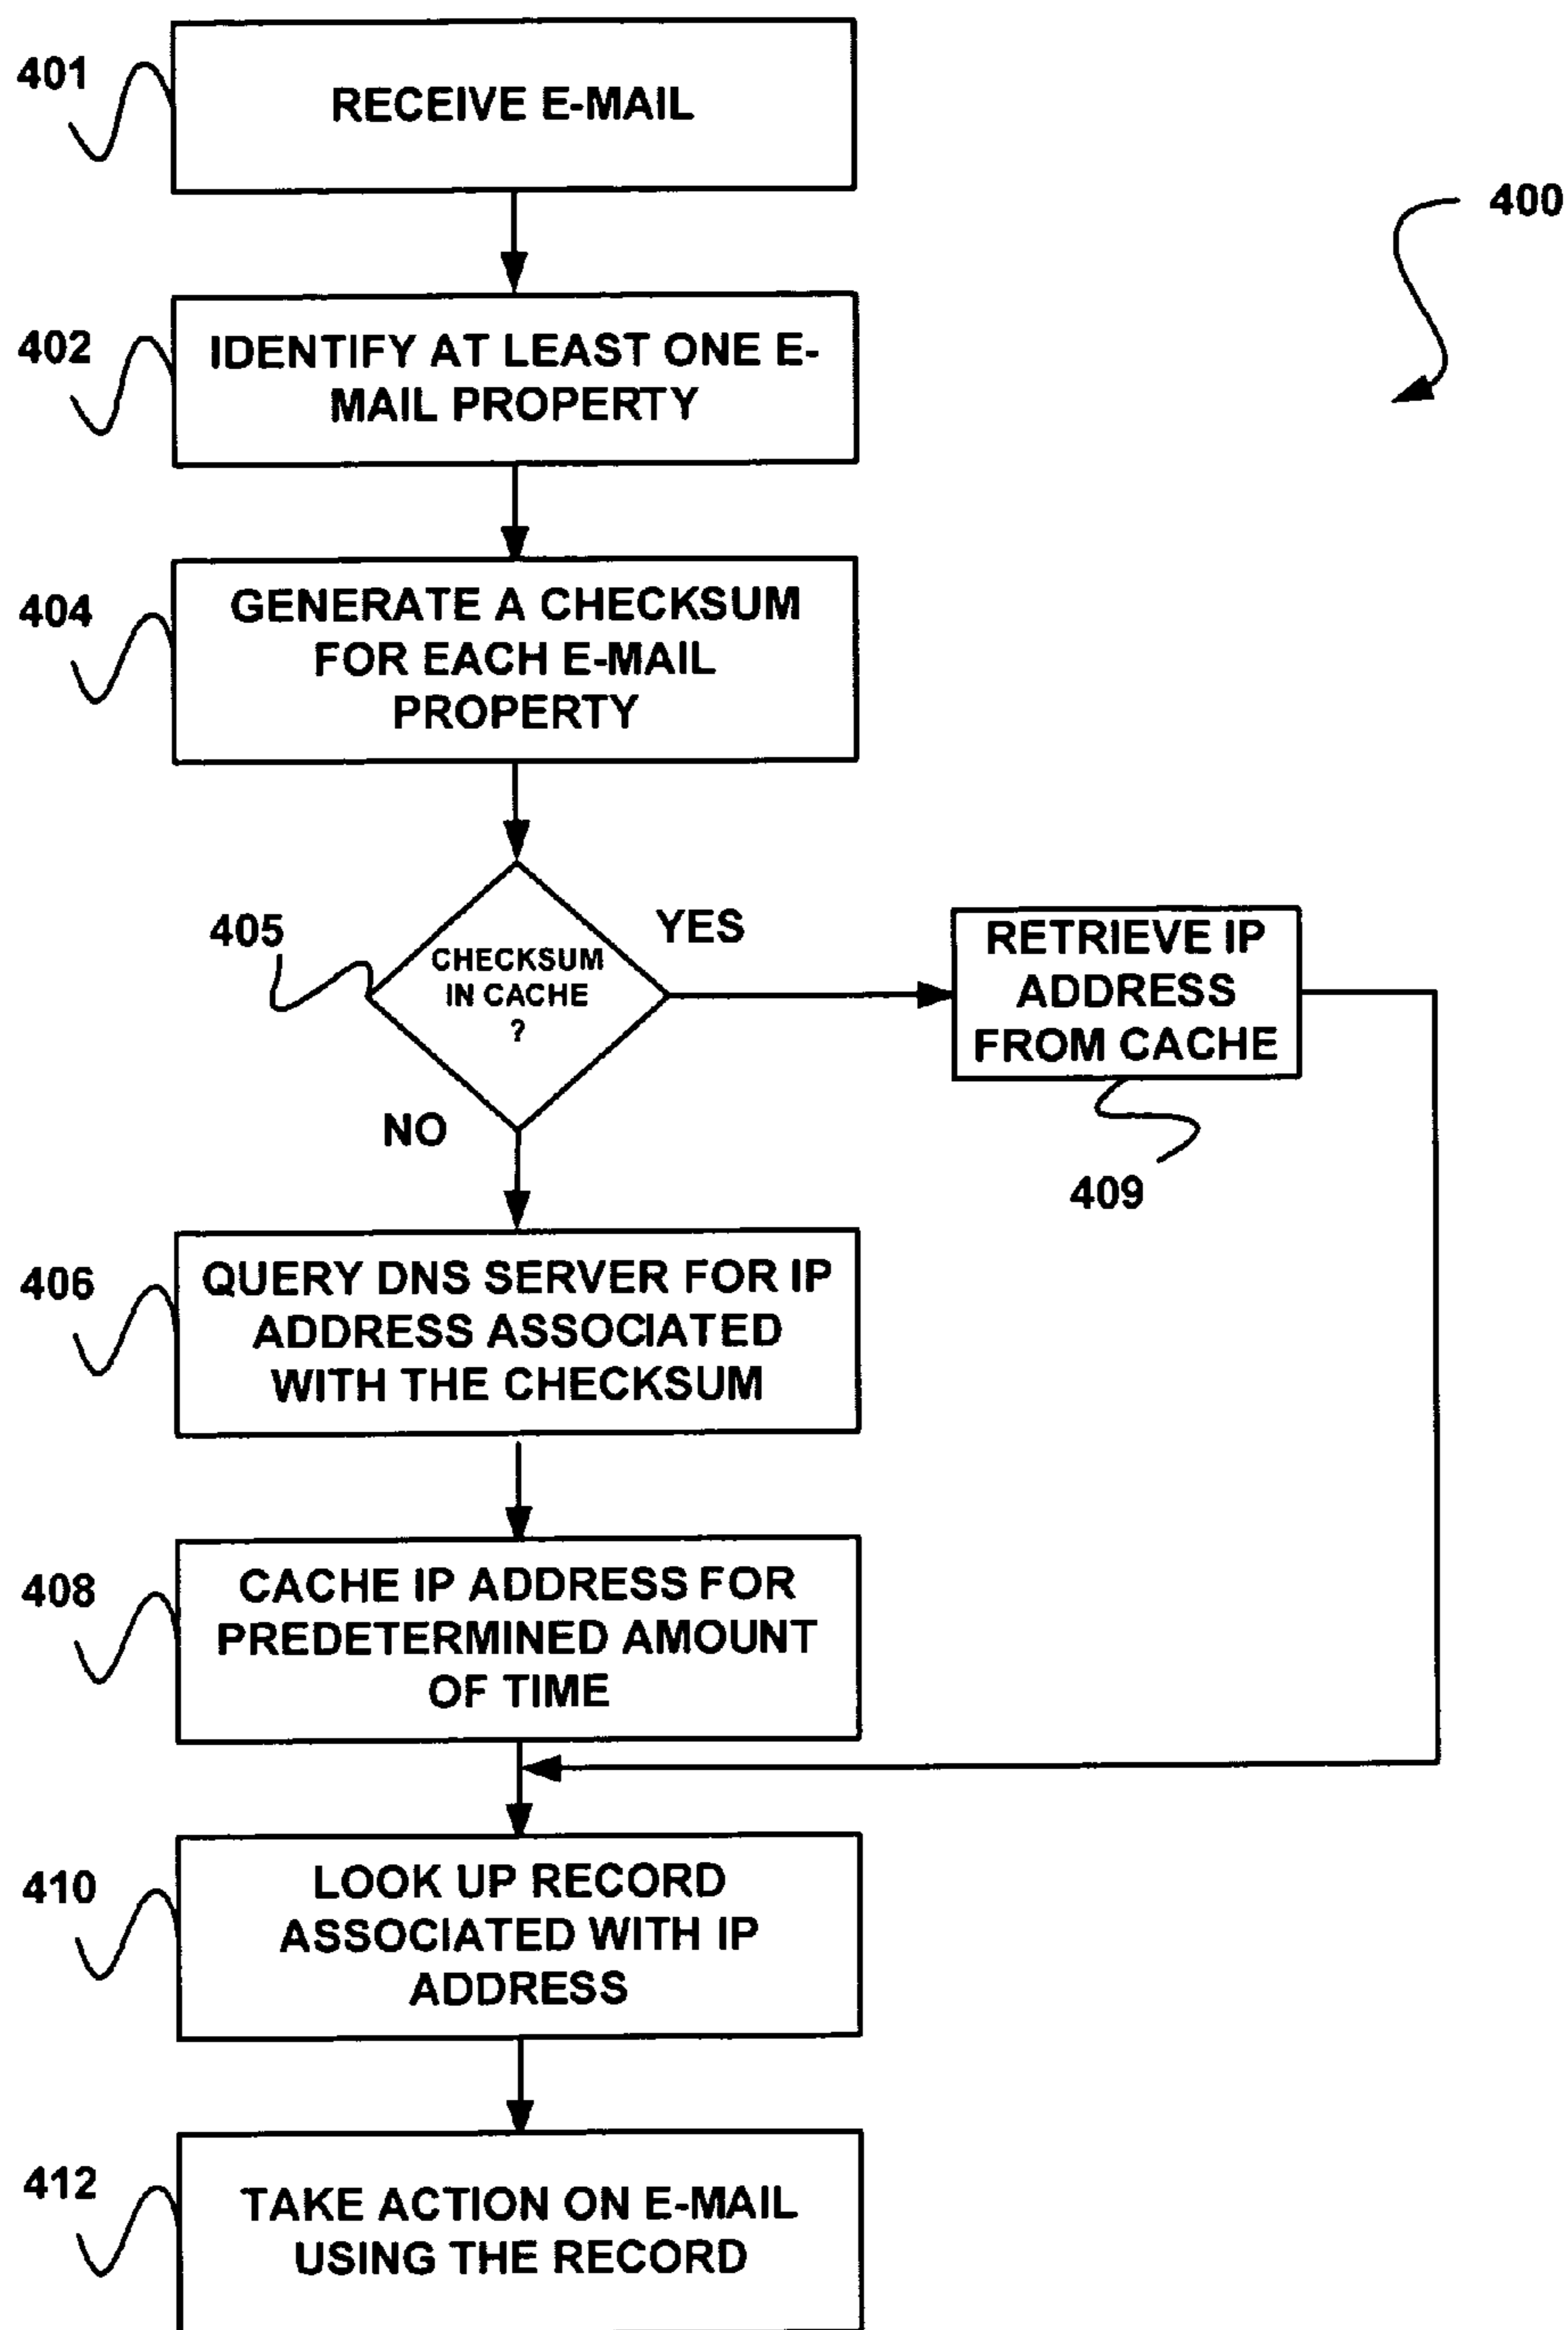 401
RECEIVE E-MAIL
400
402
IDENTIFY AT LEAST ONE E-
MAIL PROPERTY
404
GENERATE A CHECKSUM
FOR EACH E-MAIL
PROPERTY
405
CHECKSUM
IN CACHE
?
YES
RETRIEVE IP
ADDRESS
FROM CACHE
409
NO
406
QUERY DNS SERVER FOR IP
ADDRESS ASSOCIATED
WITH THE CHECKSUM
408
CACHE IP ADDRESS FOR
PREDETERMINED AMOUNT
OF TIME
410
LOOK UP RECORD
ASSOCIATED WITH IP
ADDRESS
412
TAKE ACTION ON E-MAIL
USING THE RECORD